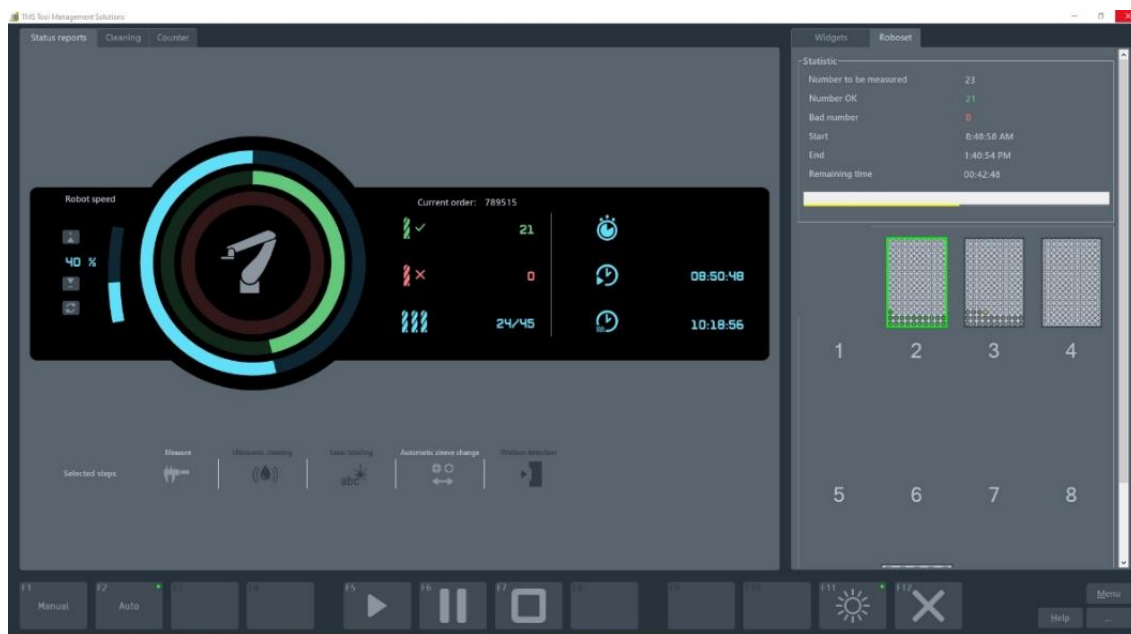 TMS Tool Management Solutions
Status reports Cleaning Counter
Widgets Roboset
Statistic
Number to be measured 23
Number OK 21
Bad number 0
Start 8:40:58 AM
End 1:40:54 PM
Remaining time 00:42:48
Robot speed
40 %
Current order: 789515
21
0 08:50:48
24/45 10:18:56
1 2 3 4
5 6 7 8
Selected steps
Measure Ultrasonic cleaning Laser labeling Automatic sleeve change Weldon detection
abc
F1 Manual
F2 Auto
F5
F6
F7
F11
F12
Menu
Help ...